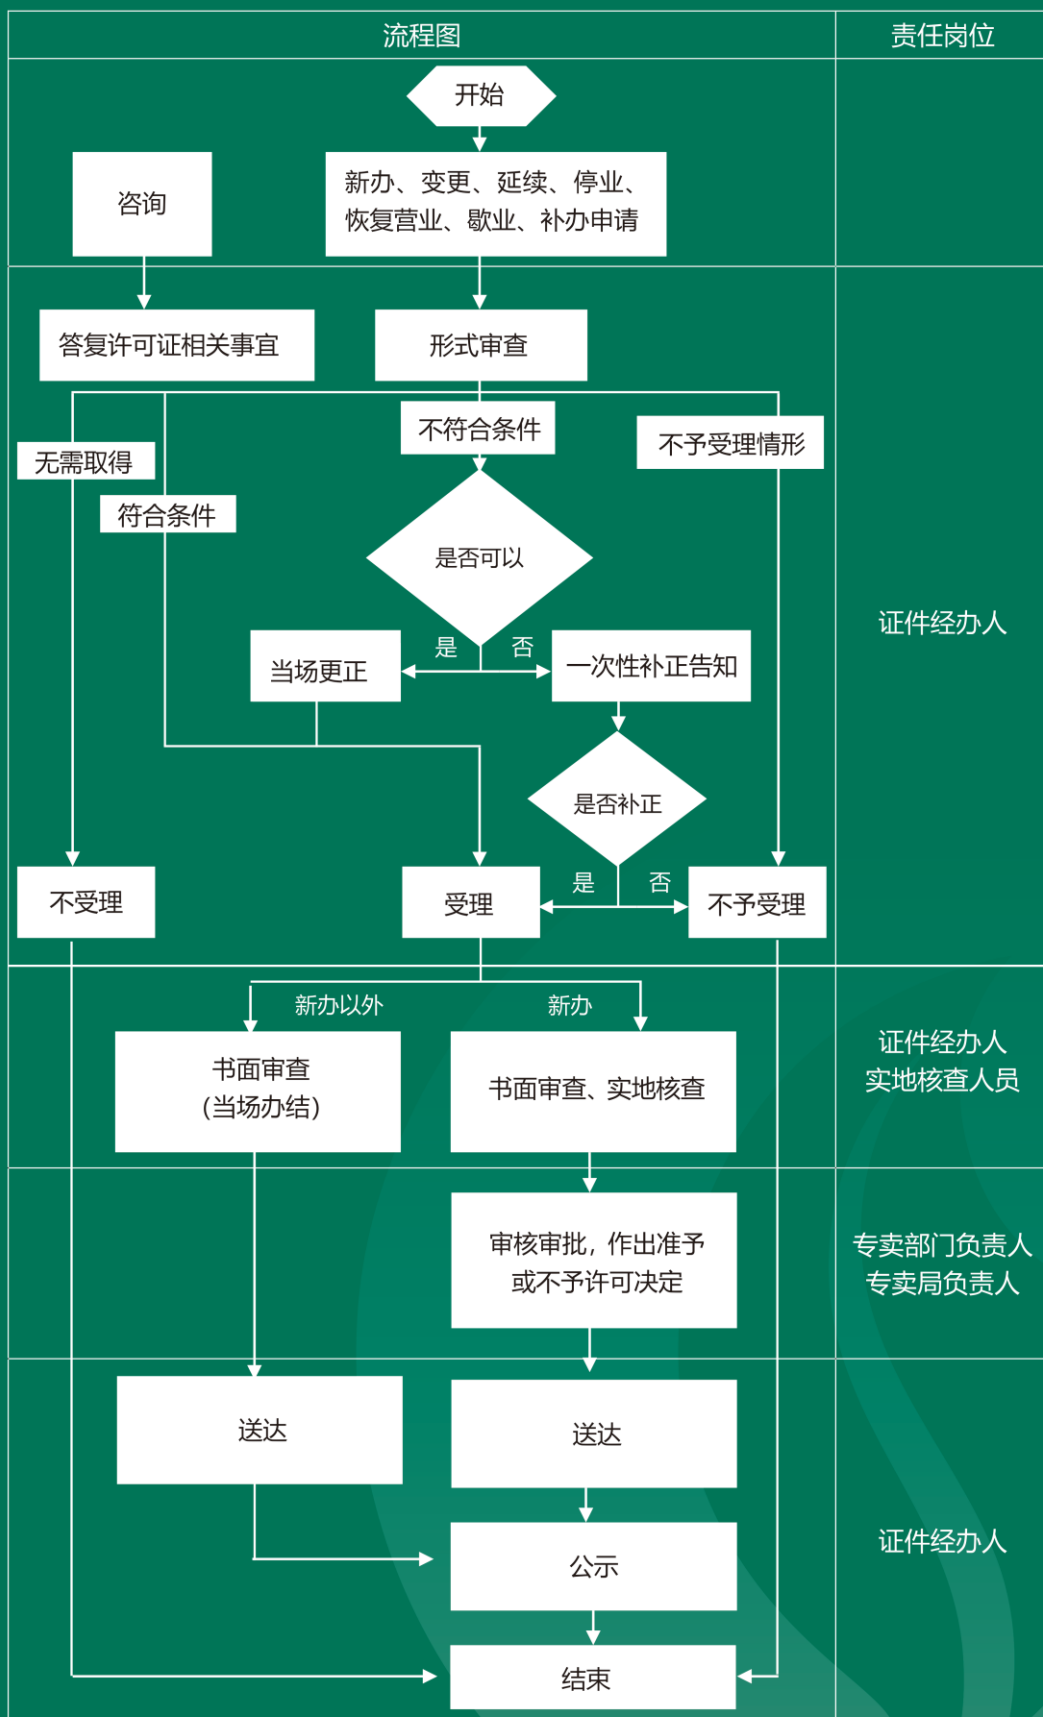 流程图
责任岗位
开始
咨询
新办、变更、延续、停业、
恢复营业、歇业、补办申请
答复许可证相关事宜
形式审查
不符合条件
不予受理情形
无需取得
符合条件
是否可以
证件经办人
是
否
当场更正
一次性补正告知
是否补正
是
否
不受理
受理
不予受理
新办以外
新办
书面审查
(当场办结)
书面审查、实地核查
证件经办人
实地核查人员
审核审批,作出准予
或不予许可决定
专卖部门负责人
专卖局负责人
送达
送达
公示
证件经办人
结束